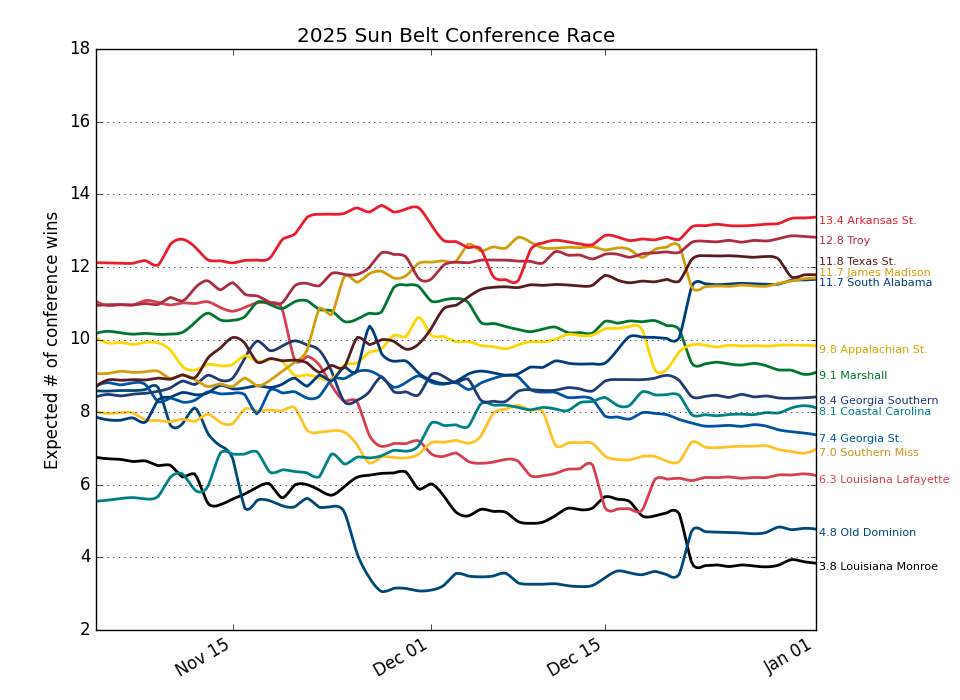 2025 Sun Belt Conference Race
Expected # of conference wins
18
16
14
12
10
8
6
4
2
Nov 15
Dec 01
Dec 15
Jan 01
13.4 Arkansas St.
12.8 Troy
11.8 Texas St.
11.7 James Madison
11.7 South Alabama
9.8 Appalachian St.
9.1 Marshall
8.4 Georgia Southern
8.1 Coastal Carolina
7.4 Georgia St.
7.0 Southern Miss
6.3 Louisiana Lafayette
4.8 Old Dominion
3.8 Louisiana Monroe